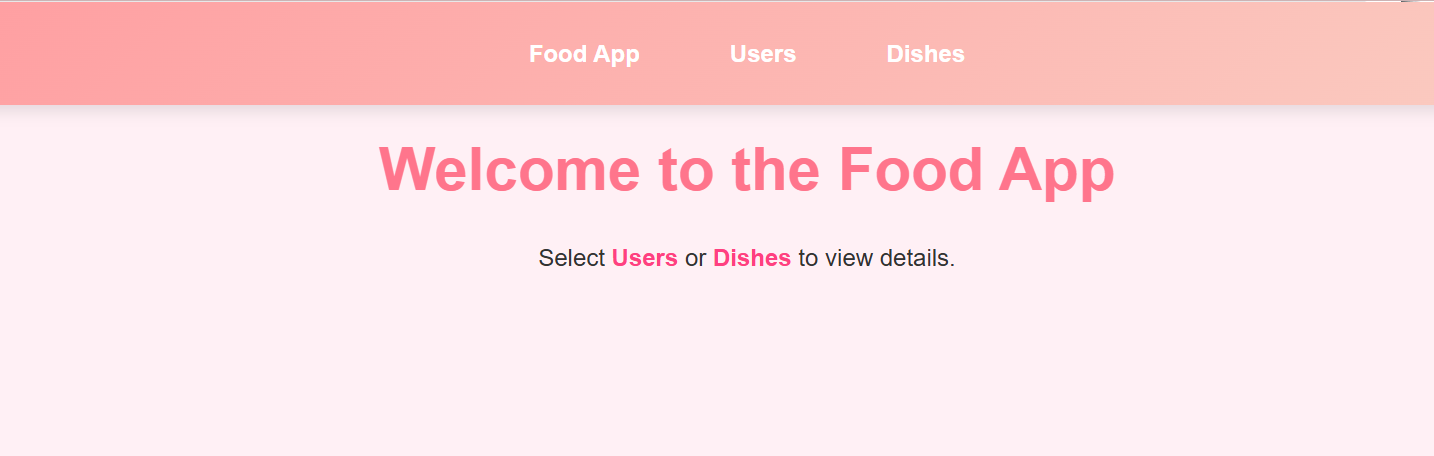 Food App Users Dishes
Welcome to the Food App
Select Users or Dishes to view details.